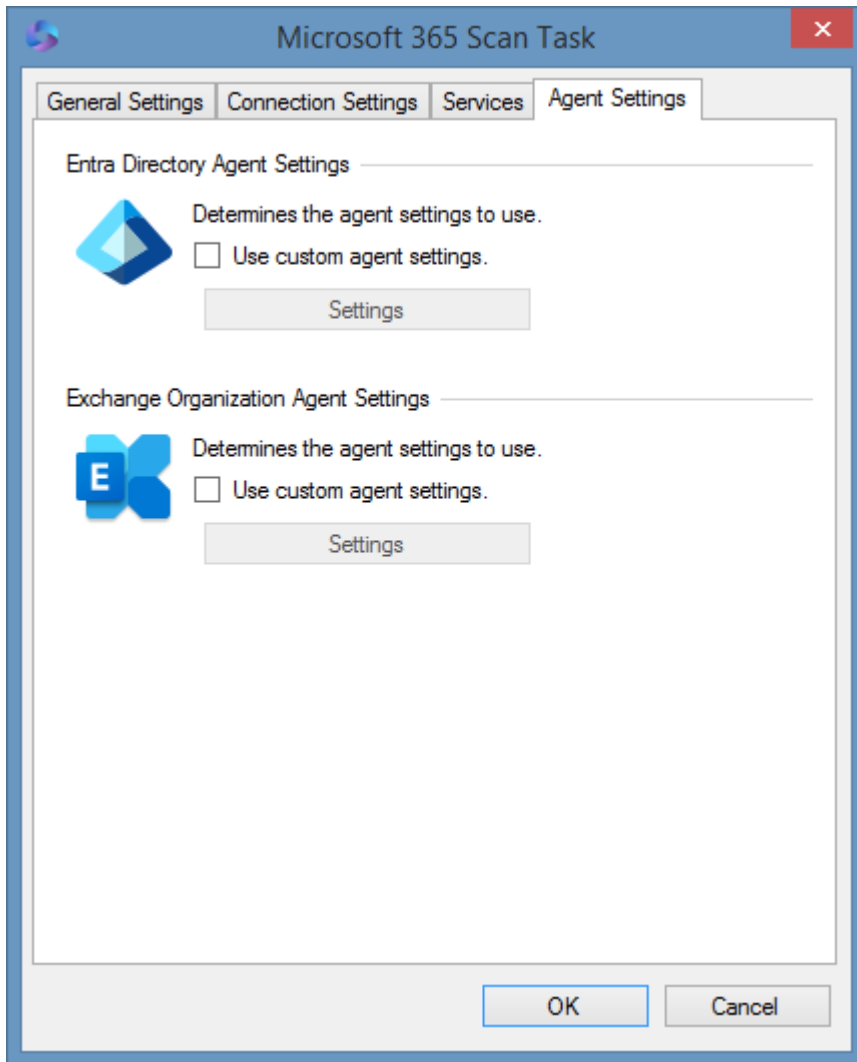 Microsoft 365 Scan Task
General Settings Connection Settings Services Agent Settings
Entra Directory Agent Settings
Determines the agent settings to use.
Use custom agent settings.
Settings
Exchange Organization Agent Settings
Determines the agent settings to use.
E
Use custom agent settings.
Settings
OK Cancel